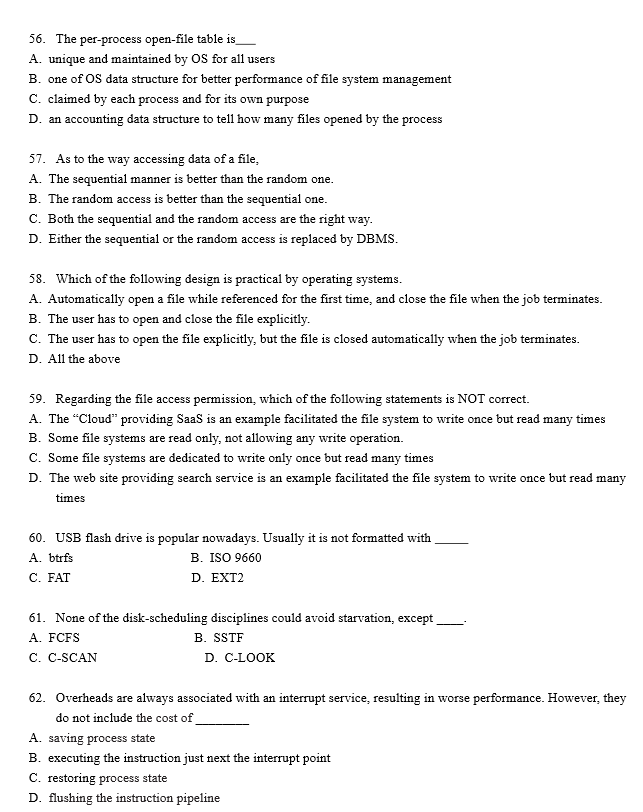 56. The per-process open-file table is___
A. unique and maintained by OS for all users
B. one of OS data structure for better performance of file system management
C. claimed by each process and for its own purpose
D. an accounting data structure to tell how many files opened by the process
57. As to the way accessing data of a file,
A. The sequential manner is better than the random one.
B. The random access is better than the sequential one.
C. Both the sequential and the random access are the right way.
D. Either the sequential or the random access is replaced by DBMS.
58. Which of the following design is practical by operating systems.
A. Automatically open a file while referenced for the first time, and close the file when the job terminates.
B. The user has to open and close the file explicitly.
C. The user has to open the file explicitly, but the file is closed automatically when the job terminates.
D. All the above
59. Regarding the file access permission, which of the following statements is NOT correct.
A. The “Cloud” providing SaaS is an example facilitated the file system to write once but read many times
B. Some file systems are read only, not allowing any write operation.
C. Some file systems are dedicated to write only once but read many times
D. The web site providing search service is an example facilitated the file system to write once but read many
times
60. USB flash drive is popular nowadays. Usually it is not formatted with _____
A. btrfs B. ISO 9660
C. FAT D. EXT2
61. None of the disk-scheduling disciplines could avoid starvation, except ____.
A. FCFS B. SSTF
C. C-SCAN D. C-LOOK
62. Overheads are always associated with an interrupt service, resulting in worse performance. However, they
do not include the cost of ________
A. saving process state
B. executing the instruction just next the interrupt point
C. restoring process state
D. flushing the instruction pipeline